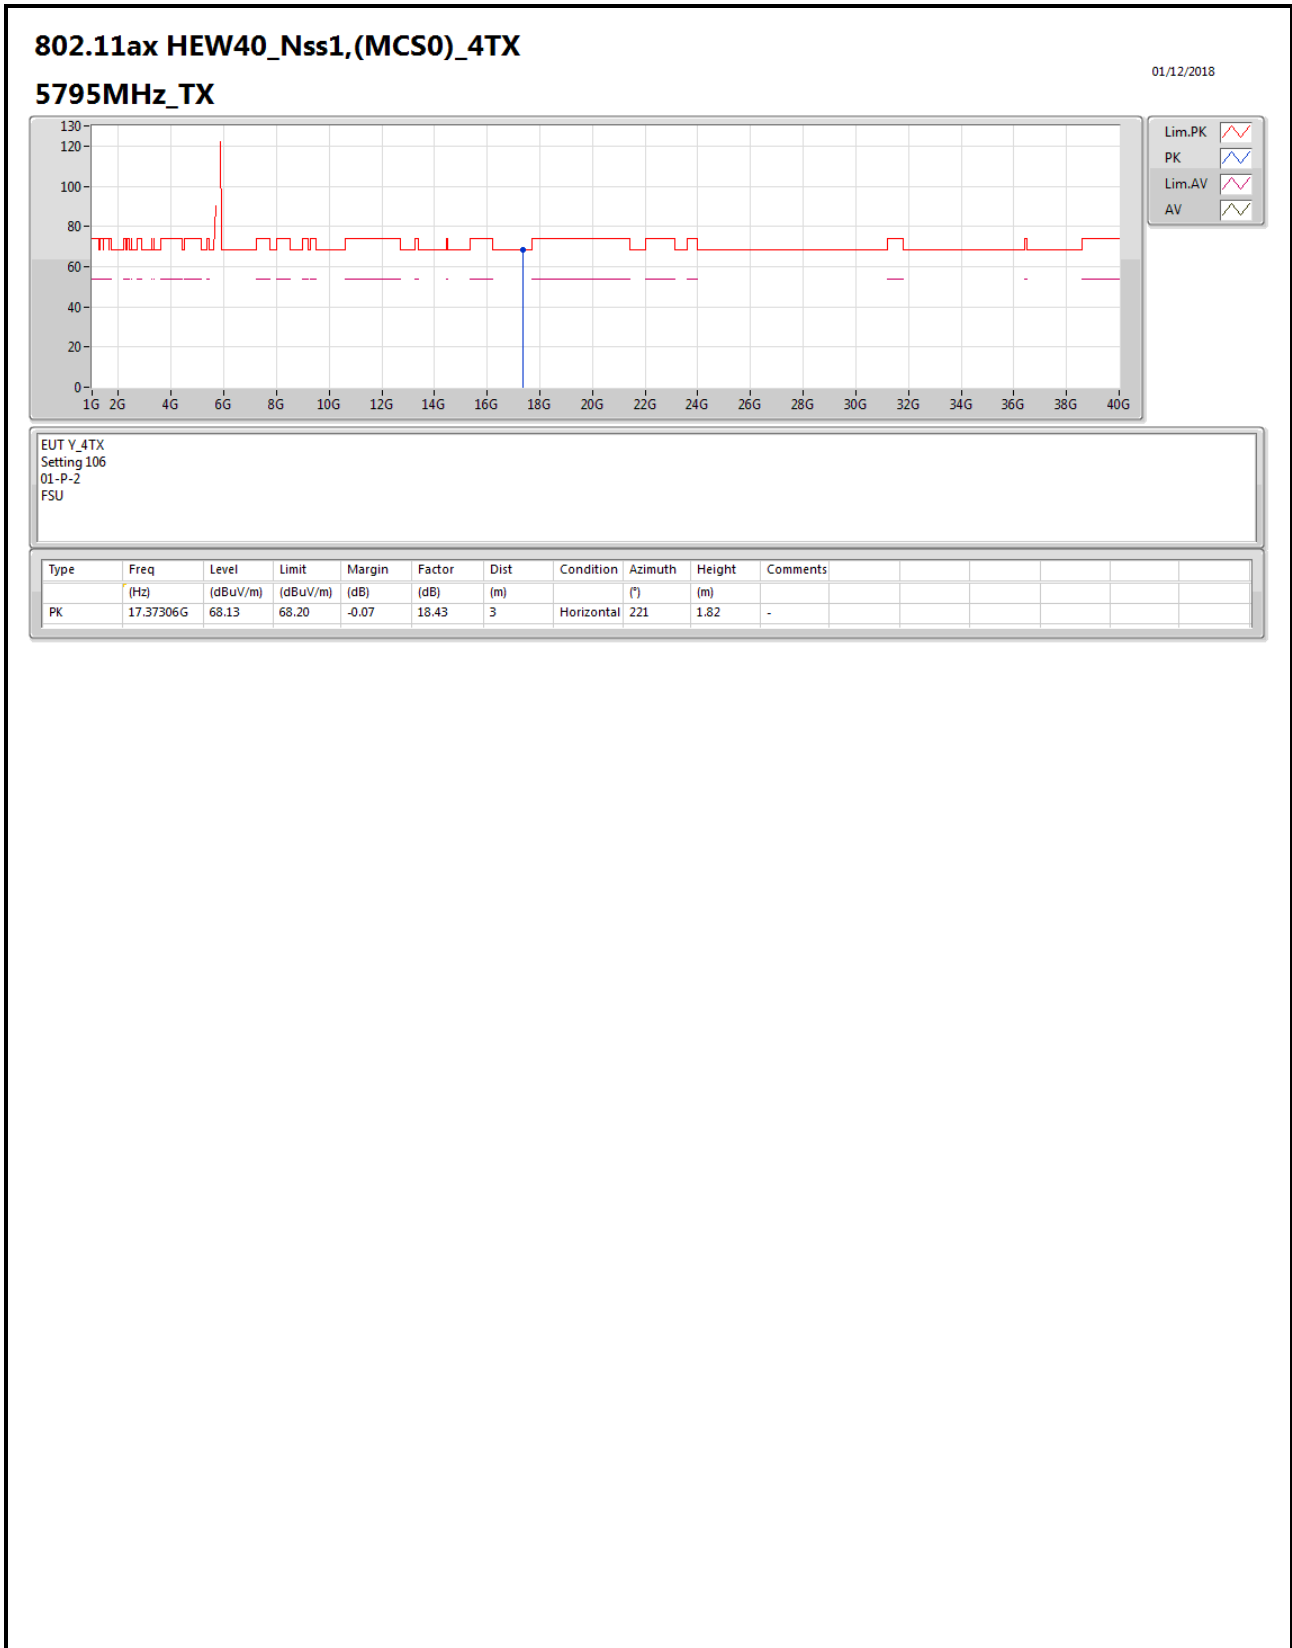 802.11ax HEW40_Nss1,(MCS0)_4TX
01/12/2018
5795MHz_TX
130
120
100
80
60
40
20
0
1G 2G 4G 6G 8G 10G 12G 14G 16G 18G 20G 22G 24G 26G 28G 30G 32G 34G 36G 38G 40G
Lim.PK
PK
Lim.AV
AV
EUT Y_4TX
Setting 106
01-P-2
FSU
Type Freq Level Limit Margin Factor Dist Condition Azimuth Height Comments
(Hz) (dBuV/m) (dBuV/m) (dB) (dB) (m) (°) (m)
PK 17.37306G 68.13 68.20 -0.07 18.43 3 Horizontal 221 1.82 -